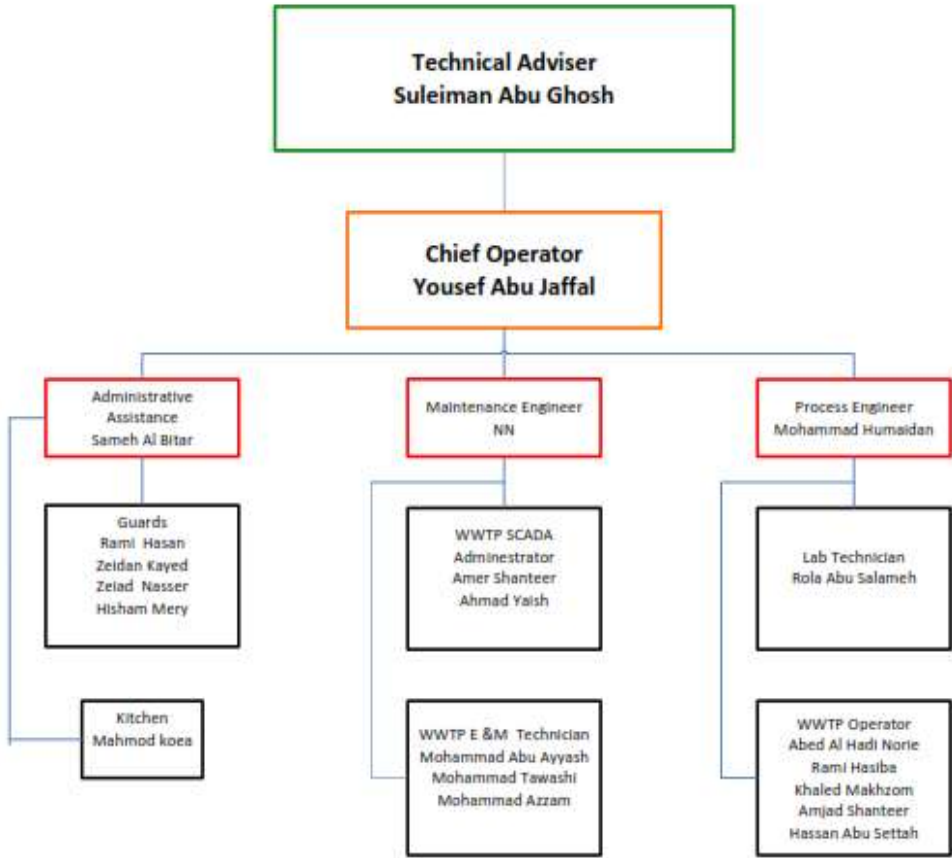 Technical Adviser
Suleiman Abu Ghosh
Chief Operator
Yousef Abu Jaffal
Administrative
Assistance
Sameh Al Bitar
Maintenance Engineer
NN
Process Engineer
Mohammad Humaidan
Guards
Rami Hasan
Zeidan Kayed
Zeiad Nasser
Hisham Mery
WWTP SCADA
Adminestrator
Amer Shanteer
Ahmad Yaish
Lab Technician
Rola Abu Salameh
Kitchen
Mahmod koea
WWTP E &M Technician
Mohammad Abu Ayyash
Mohammad Tawashi
Mohammad Azzam
WWTP Operator
Abed Al Hadi Norie
Rami Hasiba
Khaled Makhzom
Amjad Shanteer
Hassan Abu Settah